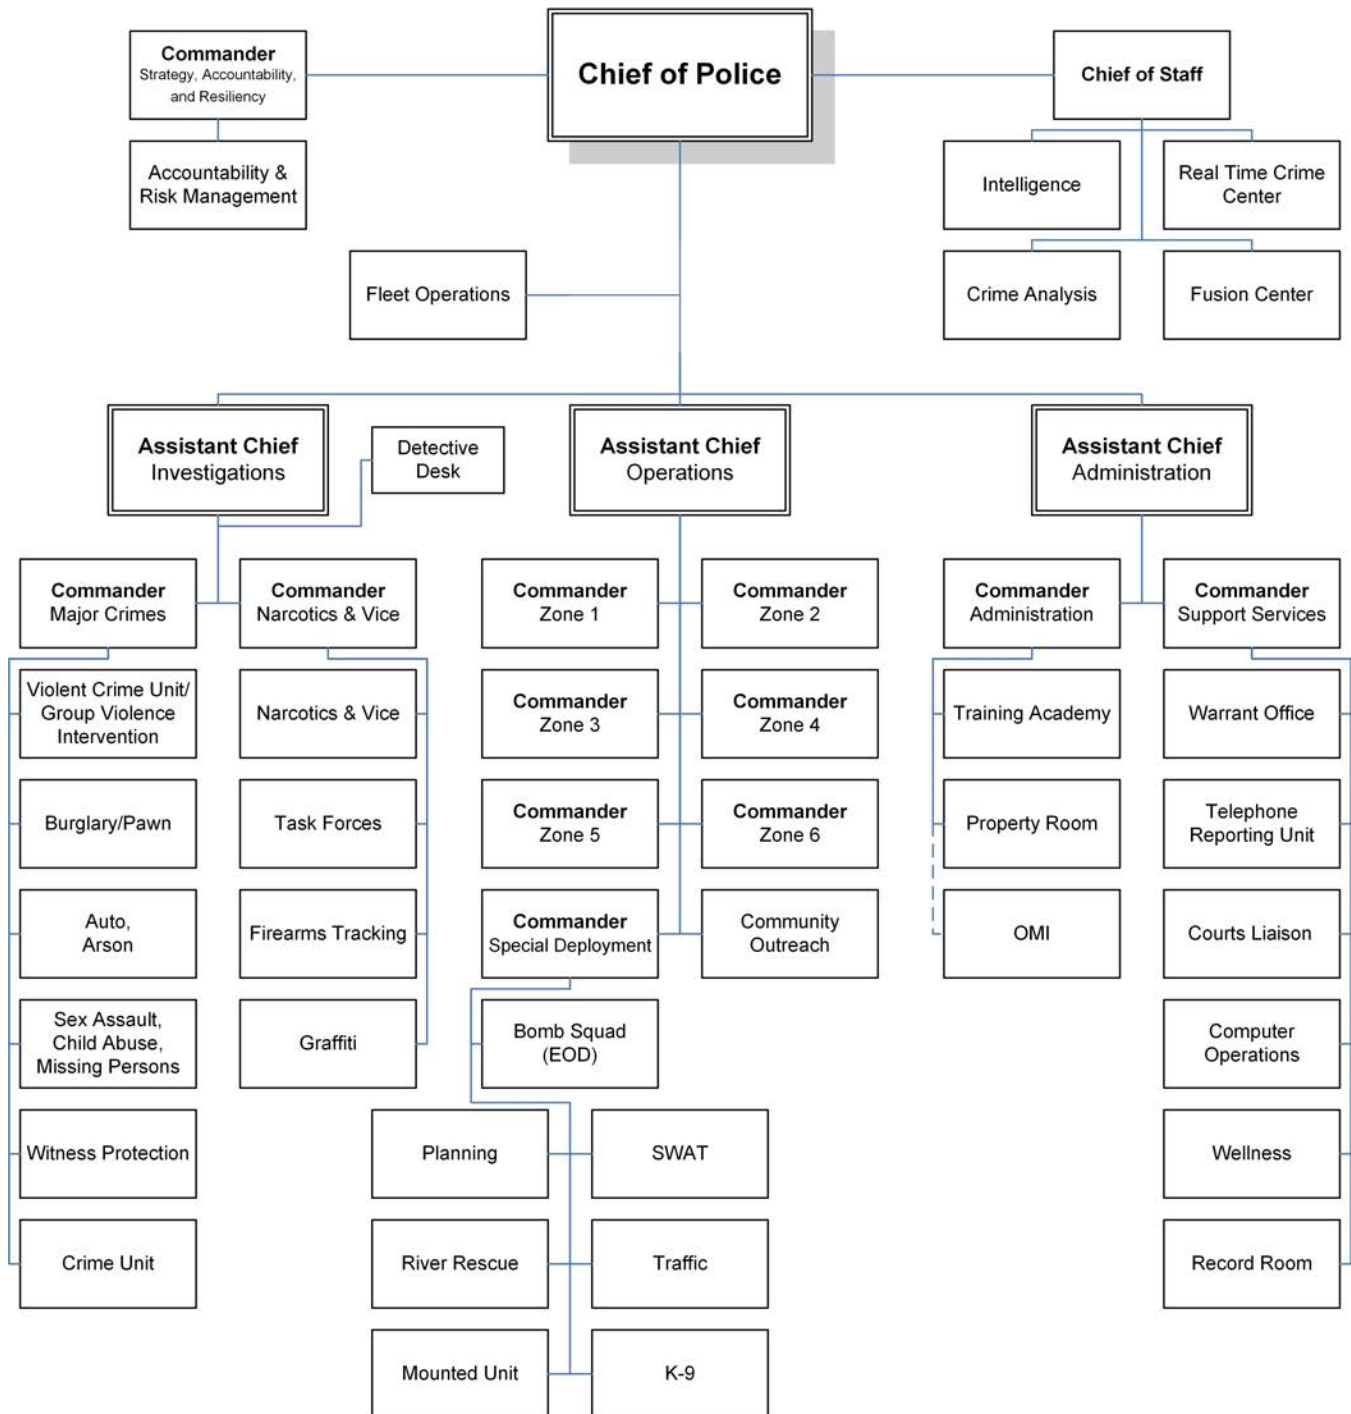 Commander
Strategy, Accountability,
and Resiliency
Chief of Police
Chief of Staff
Accountability &
Risk Management
Intelligence
Real Time Crime
Center
Fleet Operations
Crime Analysis
Fusion Center
Assistant Chief
Investigations
Detective
Desk
Assistant Chief
Operations
Assistant Chief
Administration
Commander
Major Crimes
Commander
Narcotics & Vice
Commander
Zone 1
Commander
Zone 2
Commander
Administration
Commander
Support Services
Violent Crime Unit/
Group Violence
Intervention
Narcotics & Vice
Commander
Zone 3
Commander
Zone 4
Training Academy
Warrant Office
Burglary/Pawn
Task Forces
Commander
Zone 5
Commander
Zone 6
Property Room
Telephone
Reporting Unit
Auto,
Arson
Firearms Tracking
Commander
Special Deployment
Community
Outreach
OMI
Courts Liaison
Sex Assault,
Child Abuse,
Missing Persons
Graffiti
Bomb Squad
(EOD)
Computer
Operations
Witness Protection
Planning
SWAT
Wellness
Crime Unit
River Rescue
Traffic
Record Room
Mounted Unit
K-9